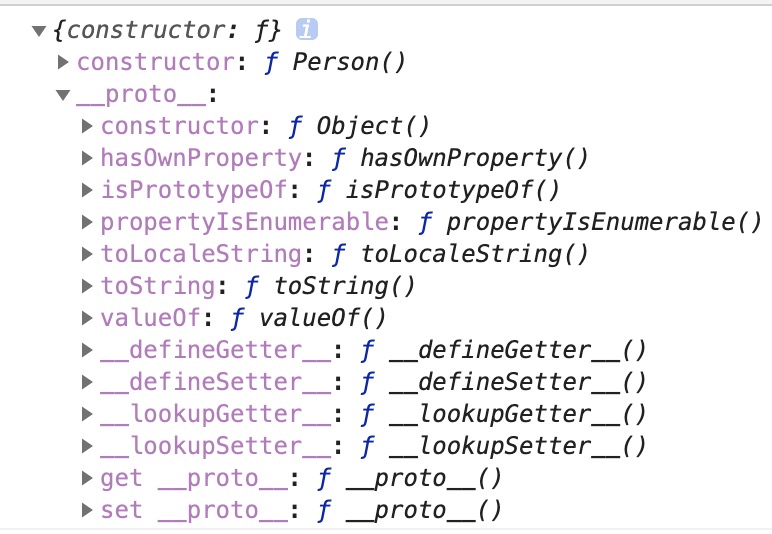 {constructor: ƒ} i
constructor: ƒ Person()
__proto__:
constructor: ƒ Object()
hasOwnProperty: ƒ hasOwnProperty()
isPrototypeOf: ƒ isPrototypeOf()
propertyIsEnumerable: ƒ propertyIsEnumerable()
toLocaleString: ƒ toLocaleString()
toString: ƒ toString()
valueOf: ƒ valueOf()
__defineGetter__: ƒ __defineGetter__()
__defineSetter__: ƒ __defineSetter__()
__lookupGetter__: ƒ __lookupGetter__()
__lookupSetter__: ƒ __lookupSetter__()
get __proto__: ƒ __proto__()
set __proto__: ƒ __proto__()